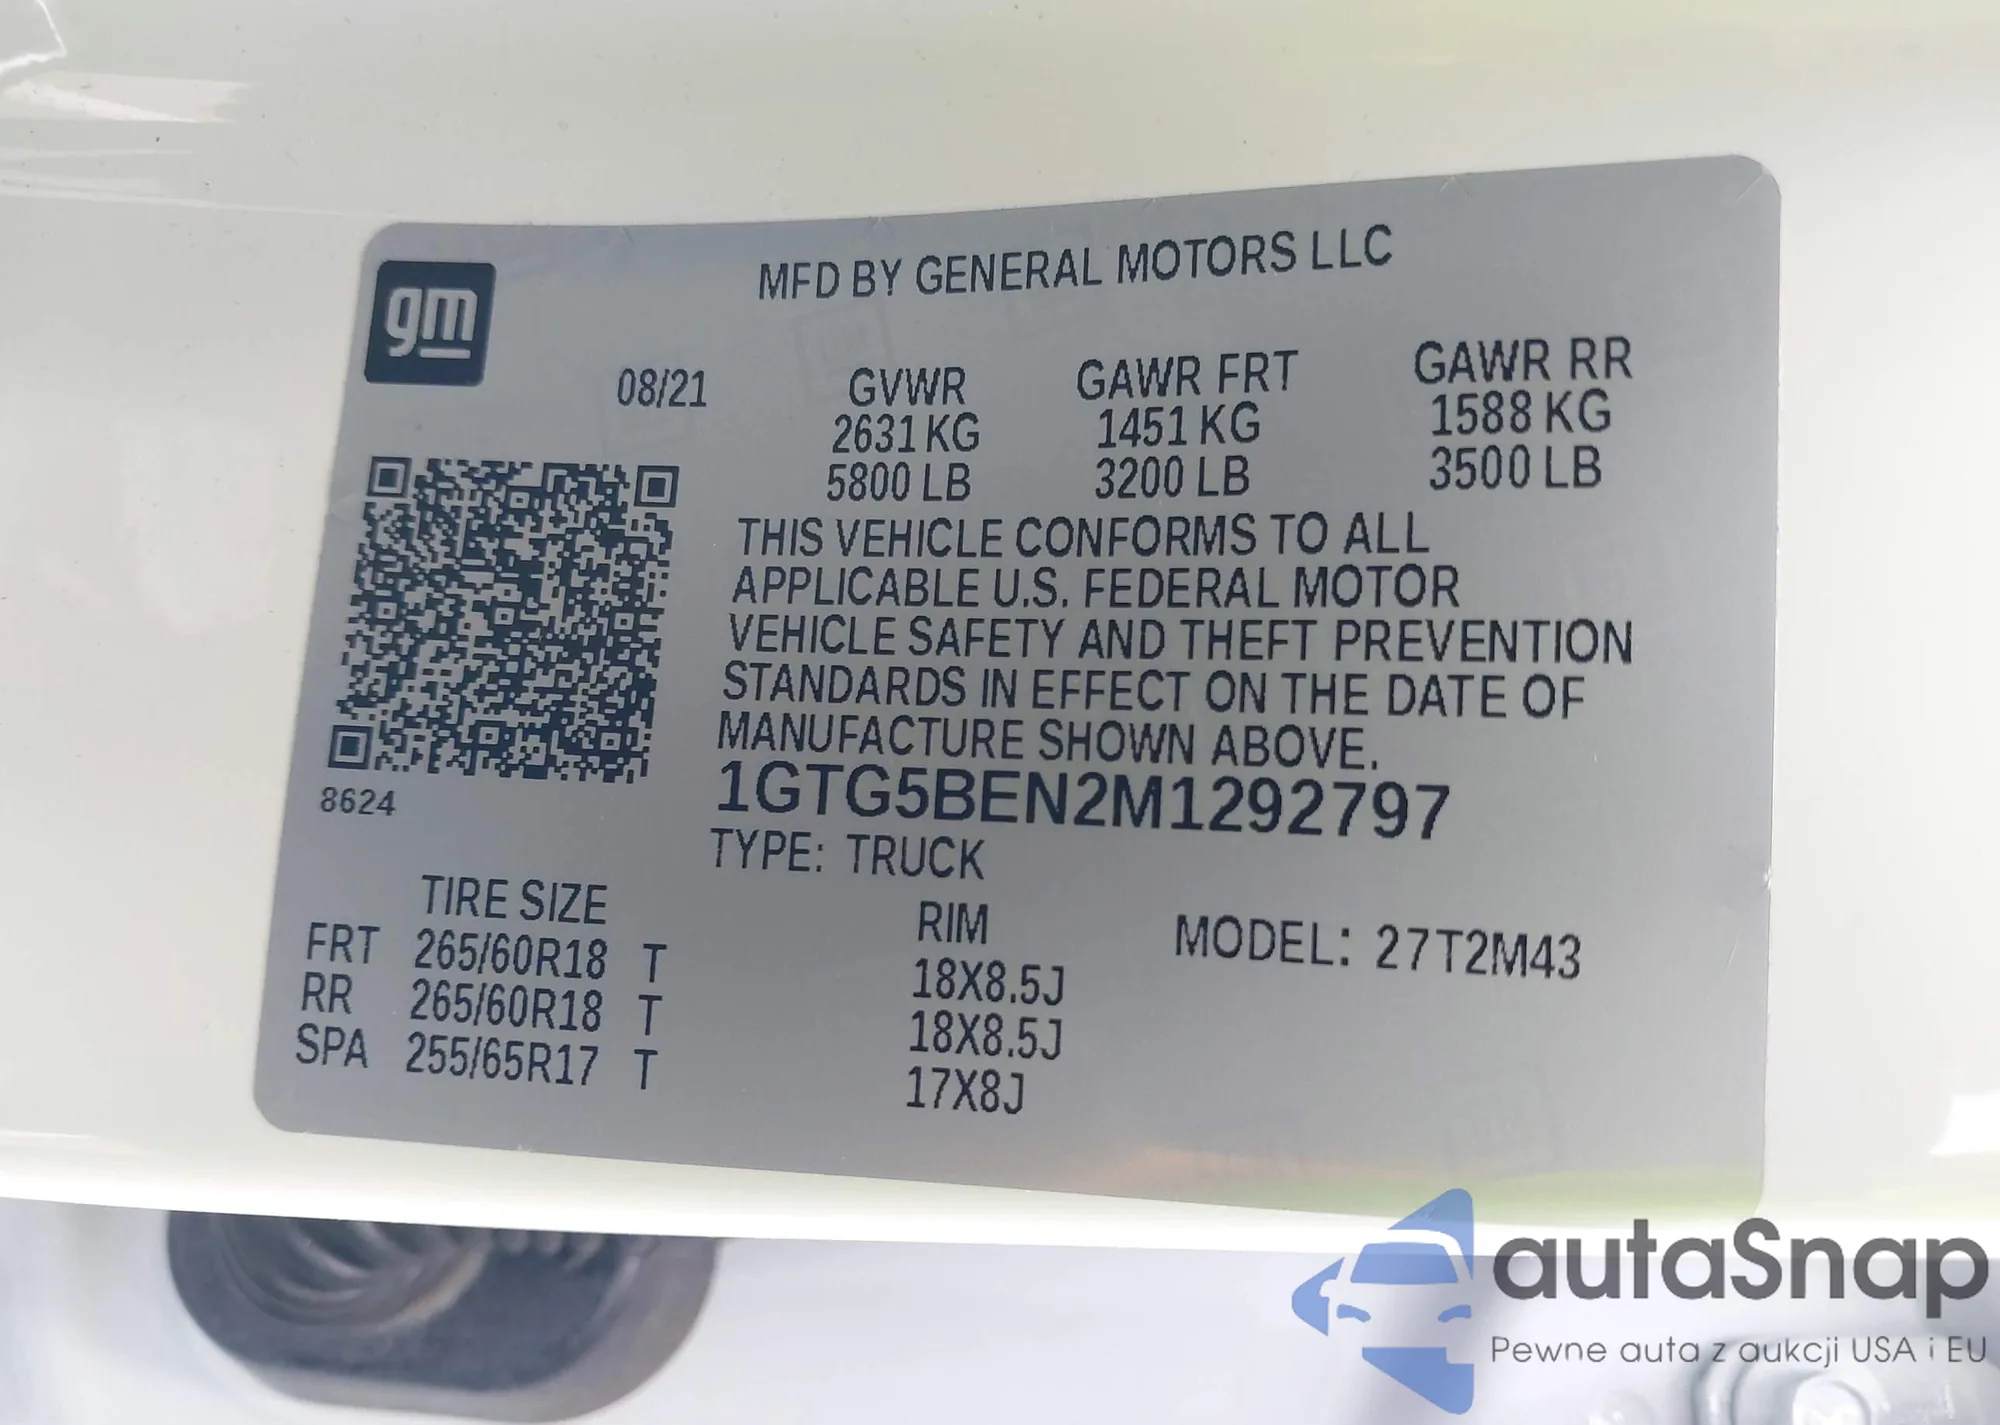 gm
MFD BY GENERAL MOTORS LLC
08/21 GVWR GAWR FRT GAWR RR
2631 KG 1451 KG 1588 KG
5800 LB 3200 LB 3500 LB
THIS VEHICLE CONFORMS TO ALL
APPLICABLE U.S. FEDERAL MOTOR
VEHICLE SAFETY AND THEFT PREVENTION
STANDARDS IN EFFECT ON THE DATE OF
MANUFACTURE SHOWN ABOVE.
1GTG5BEN2M1292797
8624
TYPE: TRUCK
TIRE SIZE RIM MODEL: 27T2M43
FRT 265/60R18 T 18X8.5J
RR 265/60R18 T 18X8.5J
SPA 255/65R17 T 17X8J
autaSnap
Pewne auta z aukcji USA i EU